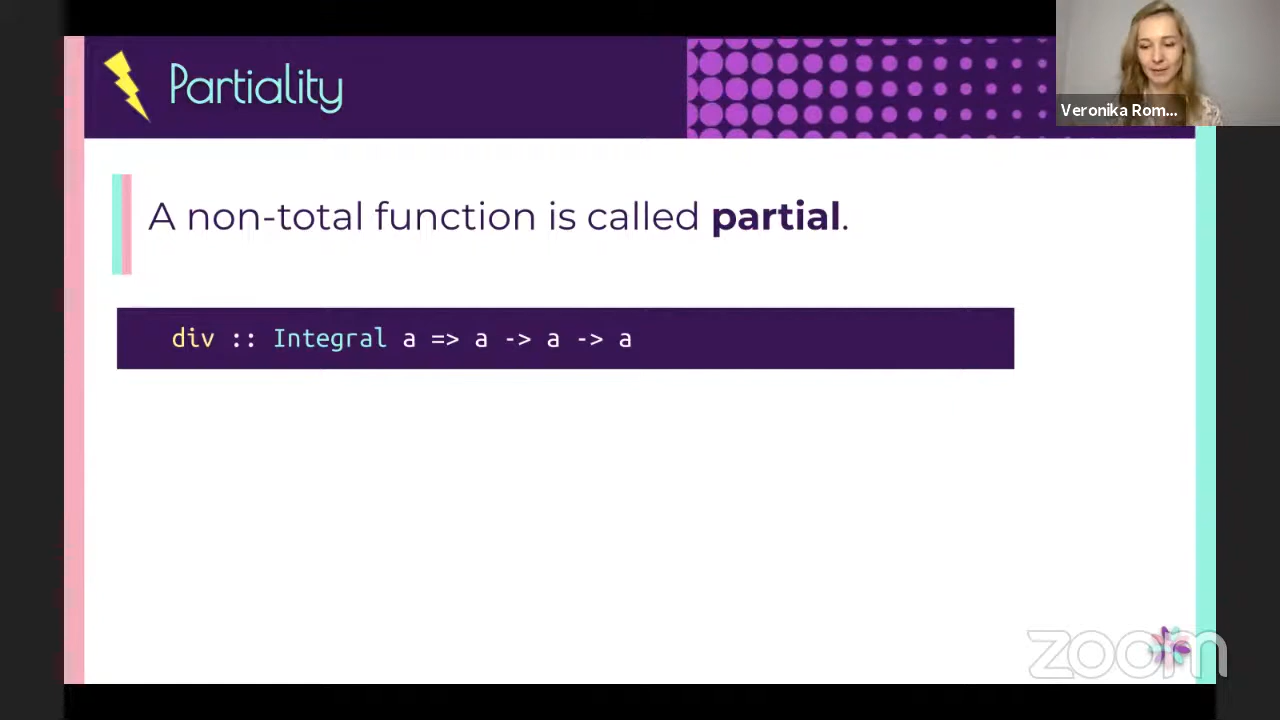 Partiality
Veronika Rom...
A non-total function is called partial.
div :: Integral a => a -> a -> a
zoom